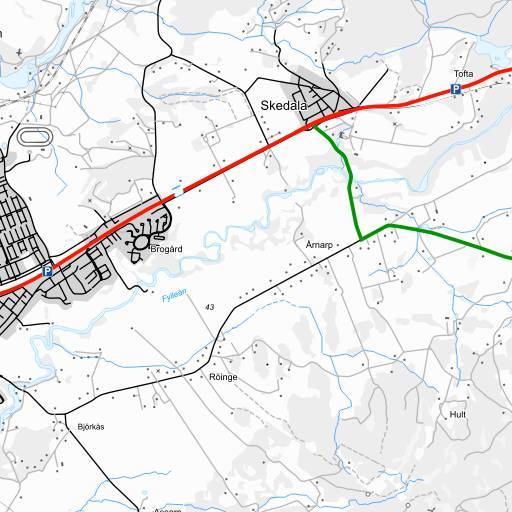 Tofta
P
Skedala
Årnarp
Brogård
P
Fylleån
43
Röinge
Hult
Björkås